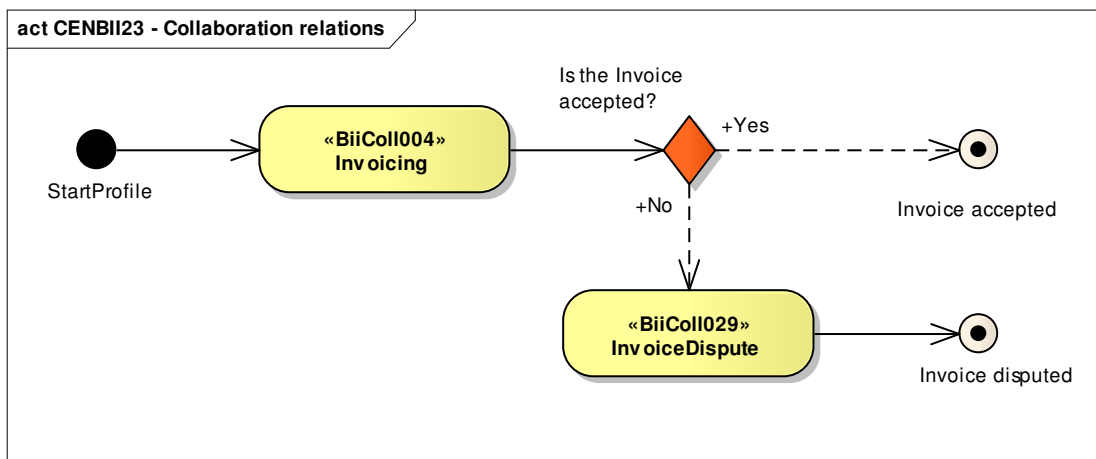 act CENBII23 - Collaboration relations
Is the Invoice
accepted?
+Yes
«BiiColl004»
Invoicing
StartProfile
+No
Invoice accepted
«BiiColl029»
InvoiceDispute
Invoice disputed